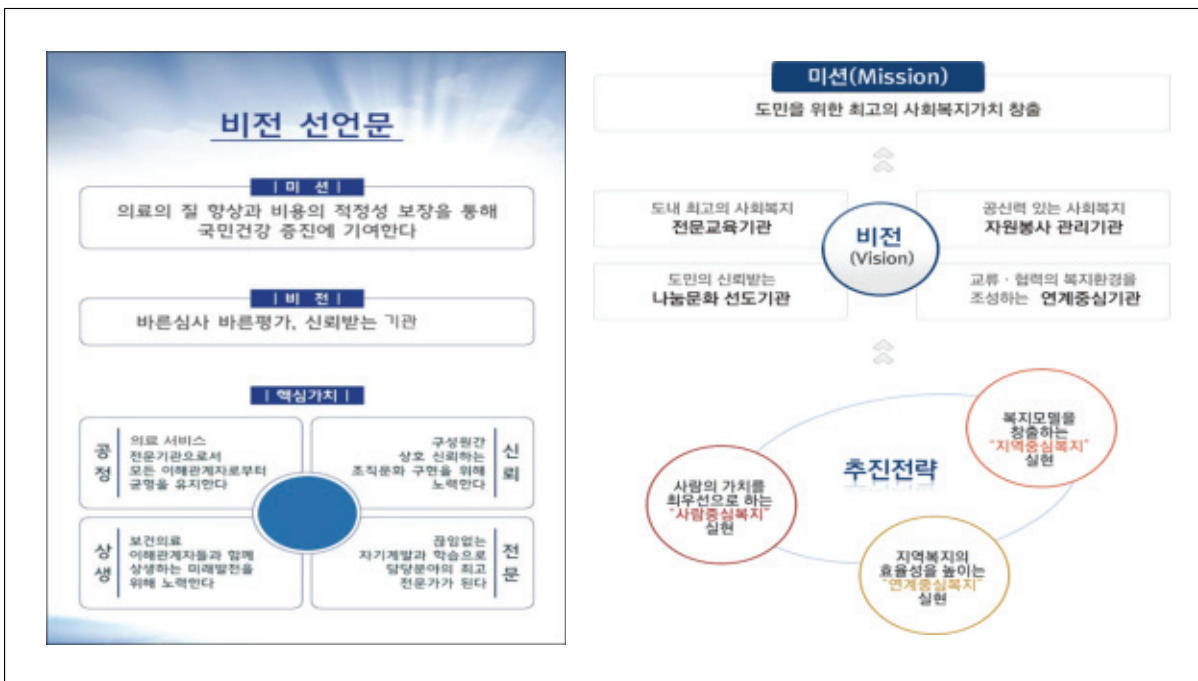 비전 선언문
| 미 션 |
의료의 질 향상과 비용의 적정성 보장을 통해
국민건강 증진에 기여한다
| 비 전 |
바른심사 바른평가, 신뢰받는 기관
| 핵심가치 |
공정
의료 서비스
전문기관으로서
모든 이해관계자로부터
균형을 유지한다
구성원간
상호 신뢰하는
조직문화 구현을 위해
노력한다
신뢰
상생
보건의료
이해관계자들과 함께
상생하는 미래발전을
위해 노력한다
끊임없는
자기계발과 학습으로
담당분야의 최고
전문가가 된다
전문
미션(Mission)
도민을 위한 최고의 사회복지가치 창출
도내 최고의 사회복지
전문교육기관
공신력 있는 사회복지
자원봉사 관리기관
비전
(Vision)
도민의 신뢰받는
나눔문화 선도기관
교류·협력의 복지환경을
조성하는 연계중심기관
복지모델을
창출하는
"지역중심복지"
실현
추진전략
사람의 가치를
최우선으로 하는
"사람중심복지"
실현
지역복지의
효율성을 높이는
"연계중심복지"
실현